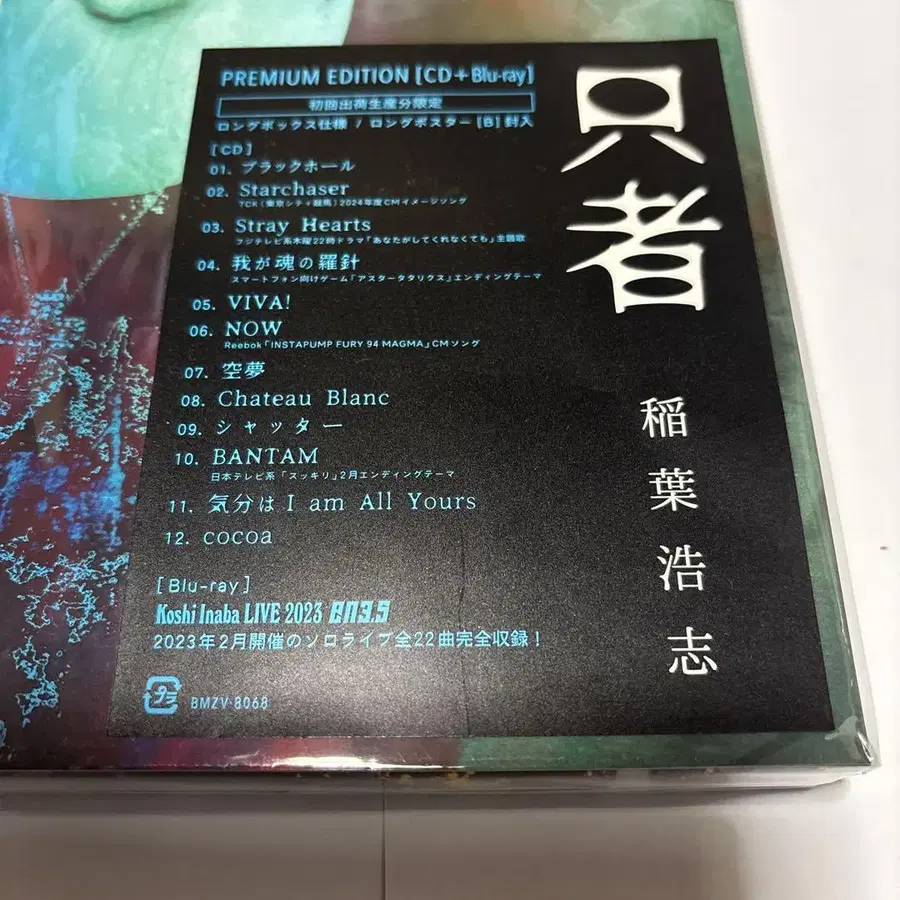 PREMIUM EDITION [CD+Blu-ray]
初回出荷生産分限定
ロングボックス仕様 / ロングポスター [B] 封入
[CD]
01. ブラックホール
02. Starchaser
TCK(東京シティ競馬)2024年度CMイメージソング
03. Stray Hearts
フジテレビ系木曜22時ドラマ「あなたがしてくれなくても」主題歌
04. 我が魂の羅針
スマートフォン向けゲーム「アスタータタリクス」エンディングテーマ
05. VIVA!
06. NOW
Reebok「INSTAPUMP FURY 94 MAGMA」CMソング
07. 空夢
08. Chateau Blanc
09. シャッター
10. BANTAM
日本テレビ系「スッキリ」2月エンディングテーマ
11. 気分は I am All Yours
12. cocoa
[Blu-ray]
Koshi Inaba LIVE 2023 en3.5
2023年2月開催のソロライブ全22曲完全収録!
プラ
BMZV-8068
只者
稲葉浩志